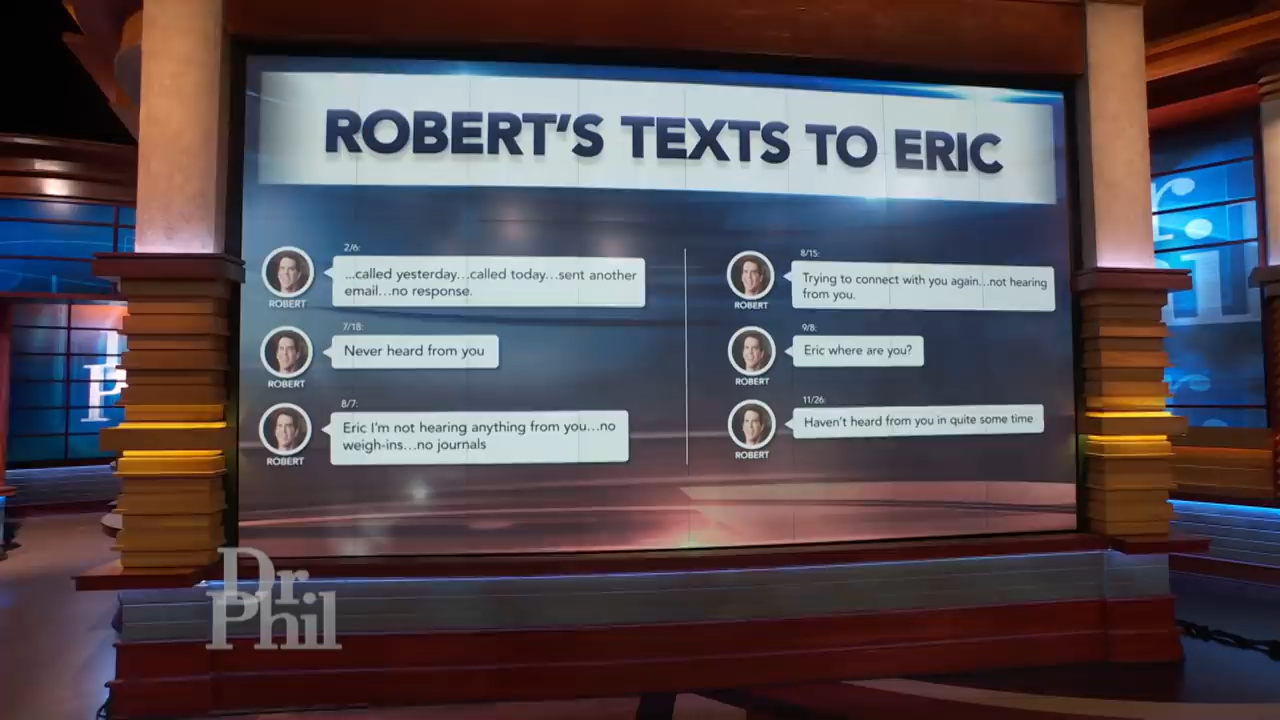 ROBERT'S TEXTS TO ERIC
2/6:
...called yesterday...called today...sent another
email...no response.
ROBERT
7/18:
Never heard from you
ROBERT
8/7:
Eric I'm not hearing anything from you...no
weigh-ins...no journals
ROBERT
8/15:
Trying to connect with you again...not hearing
from you.
ROBERT
9/8:
Eric where are you?
ROBERT
11/26:
Haven't heard from you in quite some time
ROBERT
Dr.
Phil